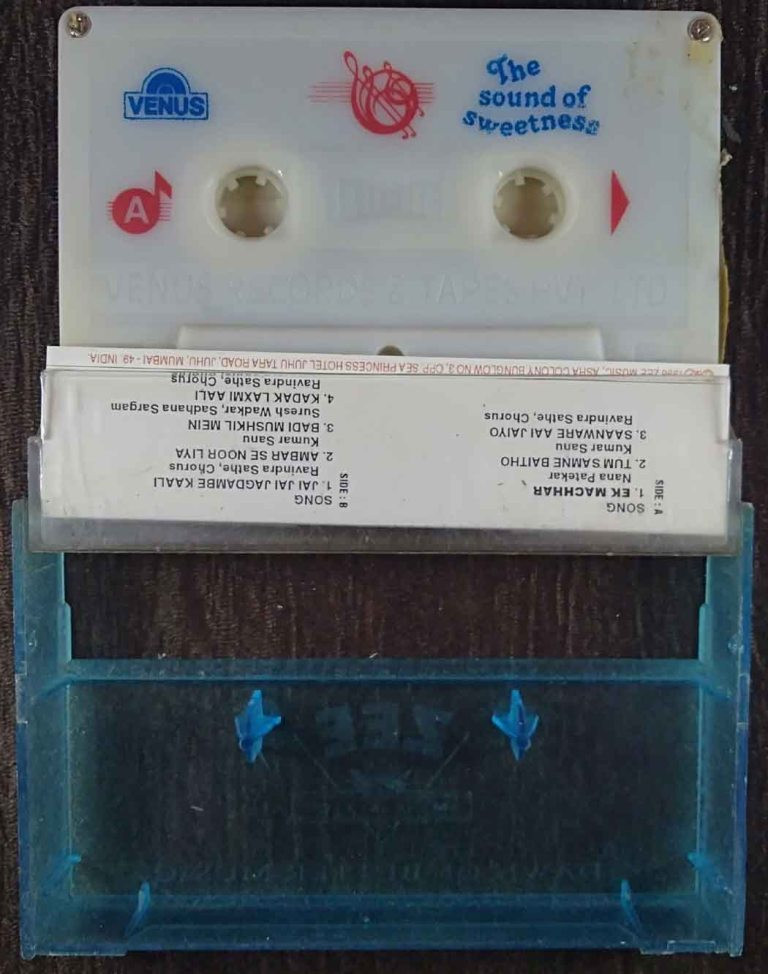 VENUS
The
sound of
sweetness
A
VENUS RECORDS & TAPES PVT LTD
SIDE : A
SONG
1. EK MACHHAR
Nana Patekar
2. TUM SAMNE BAITHO
Kumar Sanu
3. SAANWARE AAI JAIYO
Ravindra Sathe, Chorus
SIDE : B
SONG
1. JAI JAI JAGDAMBE KAALI
Ravindra Sathe, Chorus
2. AMBAR SE NOOR LIYA
Kumar Sanu
3. BADI MUSHKIL MEIN
Suresh Wadkar, Sadhana Sargam
4. KADAK LAXMI AALI
Ravindra Sathe, Chorus
1996 ZEE MUSIC, ASHA COLONY BUNGLOW NO.3, OPP. SEA PRINCESS HOTEL JUHU TARA ROAD, JUHU, MUMBAI - 49. INDIA.
ZEE